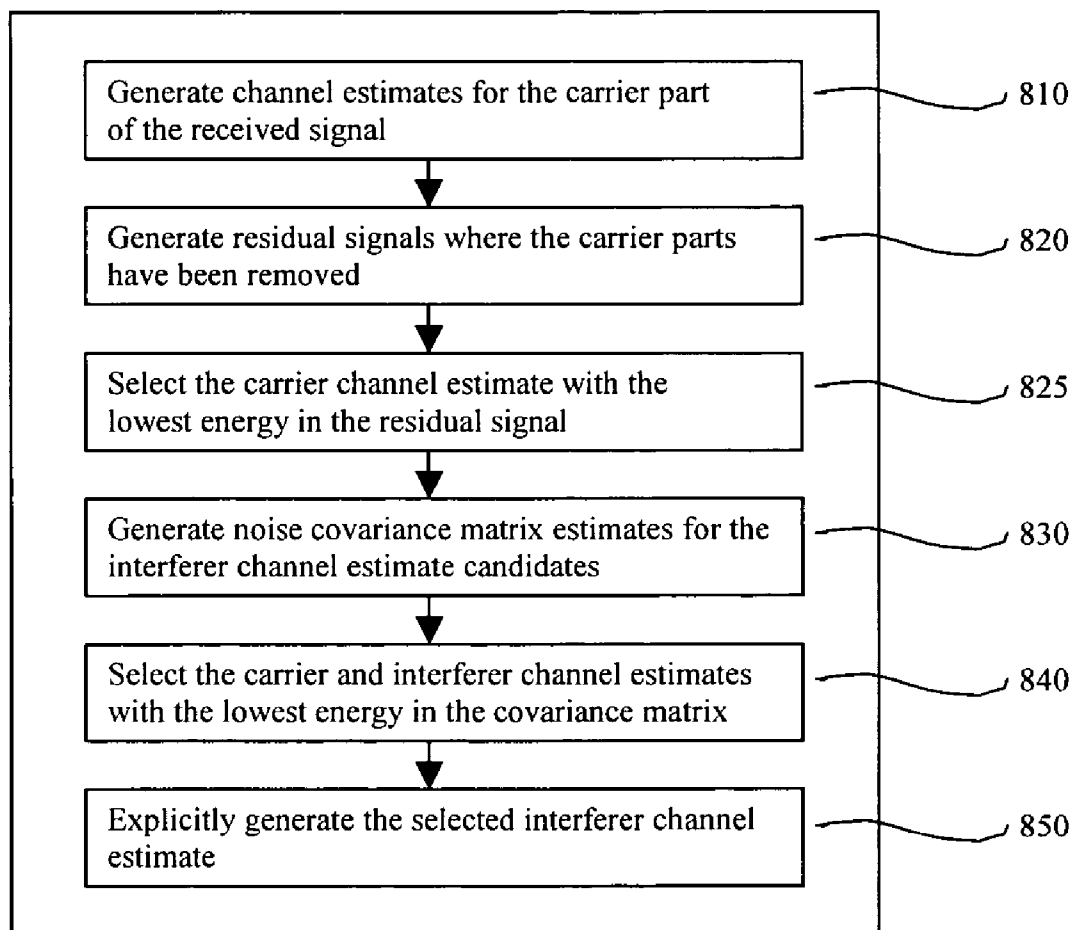 Generate channel estimates for the carrier part
of the received signal
810
Generate residual signals where the carrier parts
have been removed
820
Select the carrier channel estimate with the
lowest energy in the residual signal
825
Generate noise covariance matrix estimates for the
interferer channel estimate candidates
830
Select the carrier and interferer channel estimates
with the lowest energy in the covariance matrix
840
Explicitly generate the selected interferer channel
estimate
850